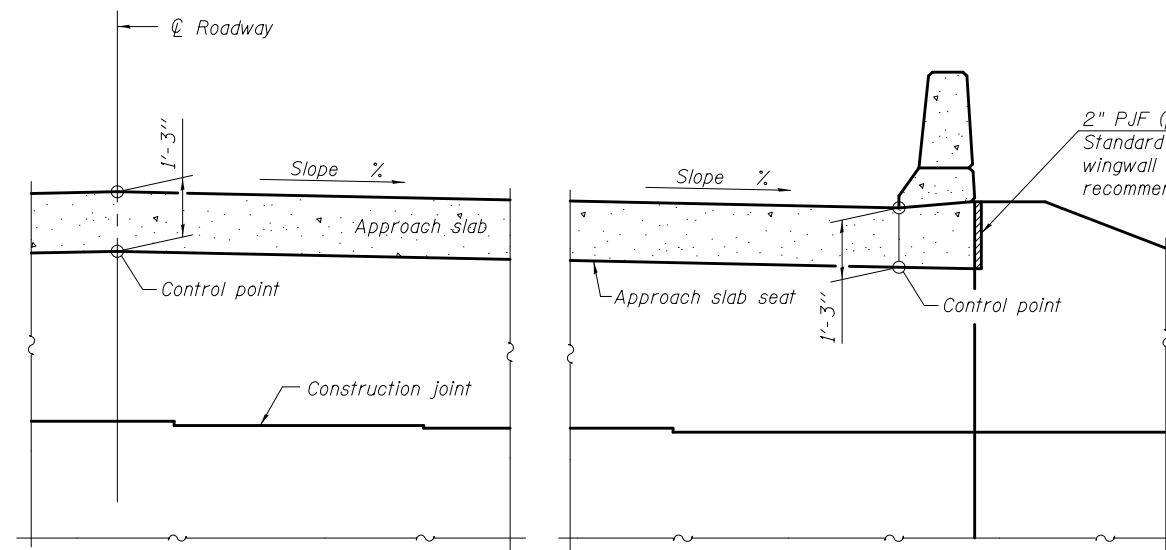 ℄ Roadway
1'-3"
Slope %
Approach slab
Control point
Construction joint
Slope %
Approach slab seat
1'-3"
Control point
2" PJF (
Standard
wingwall
recommer